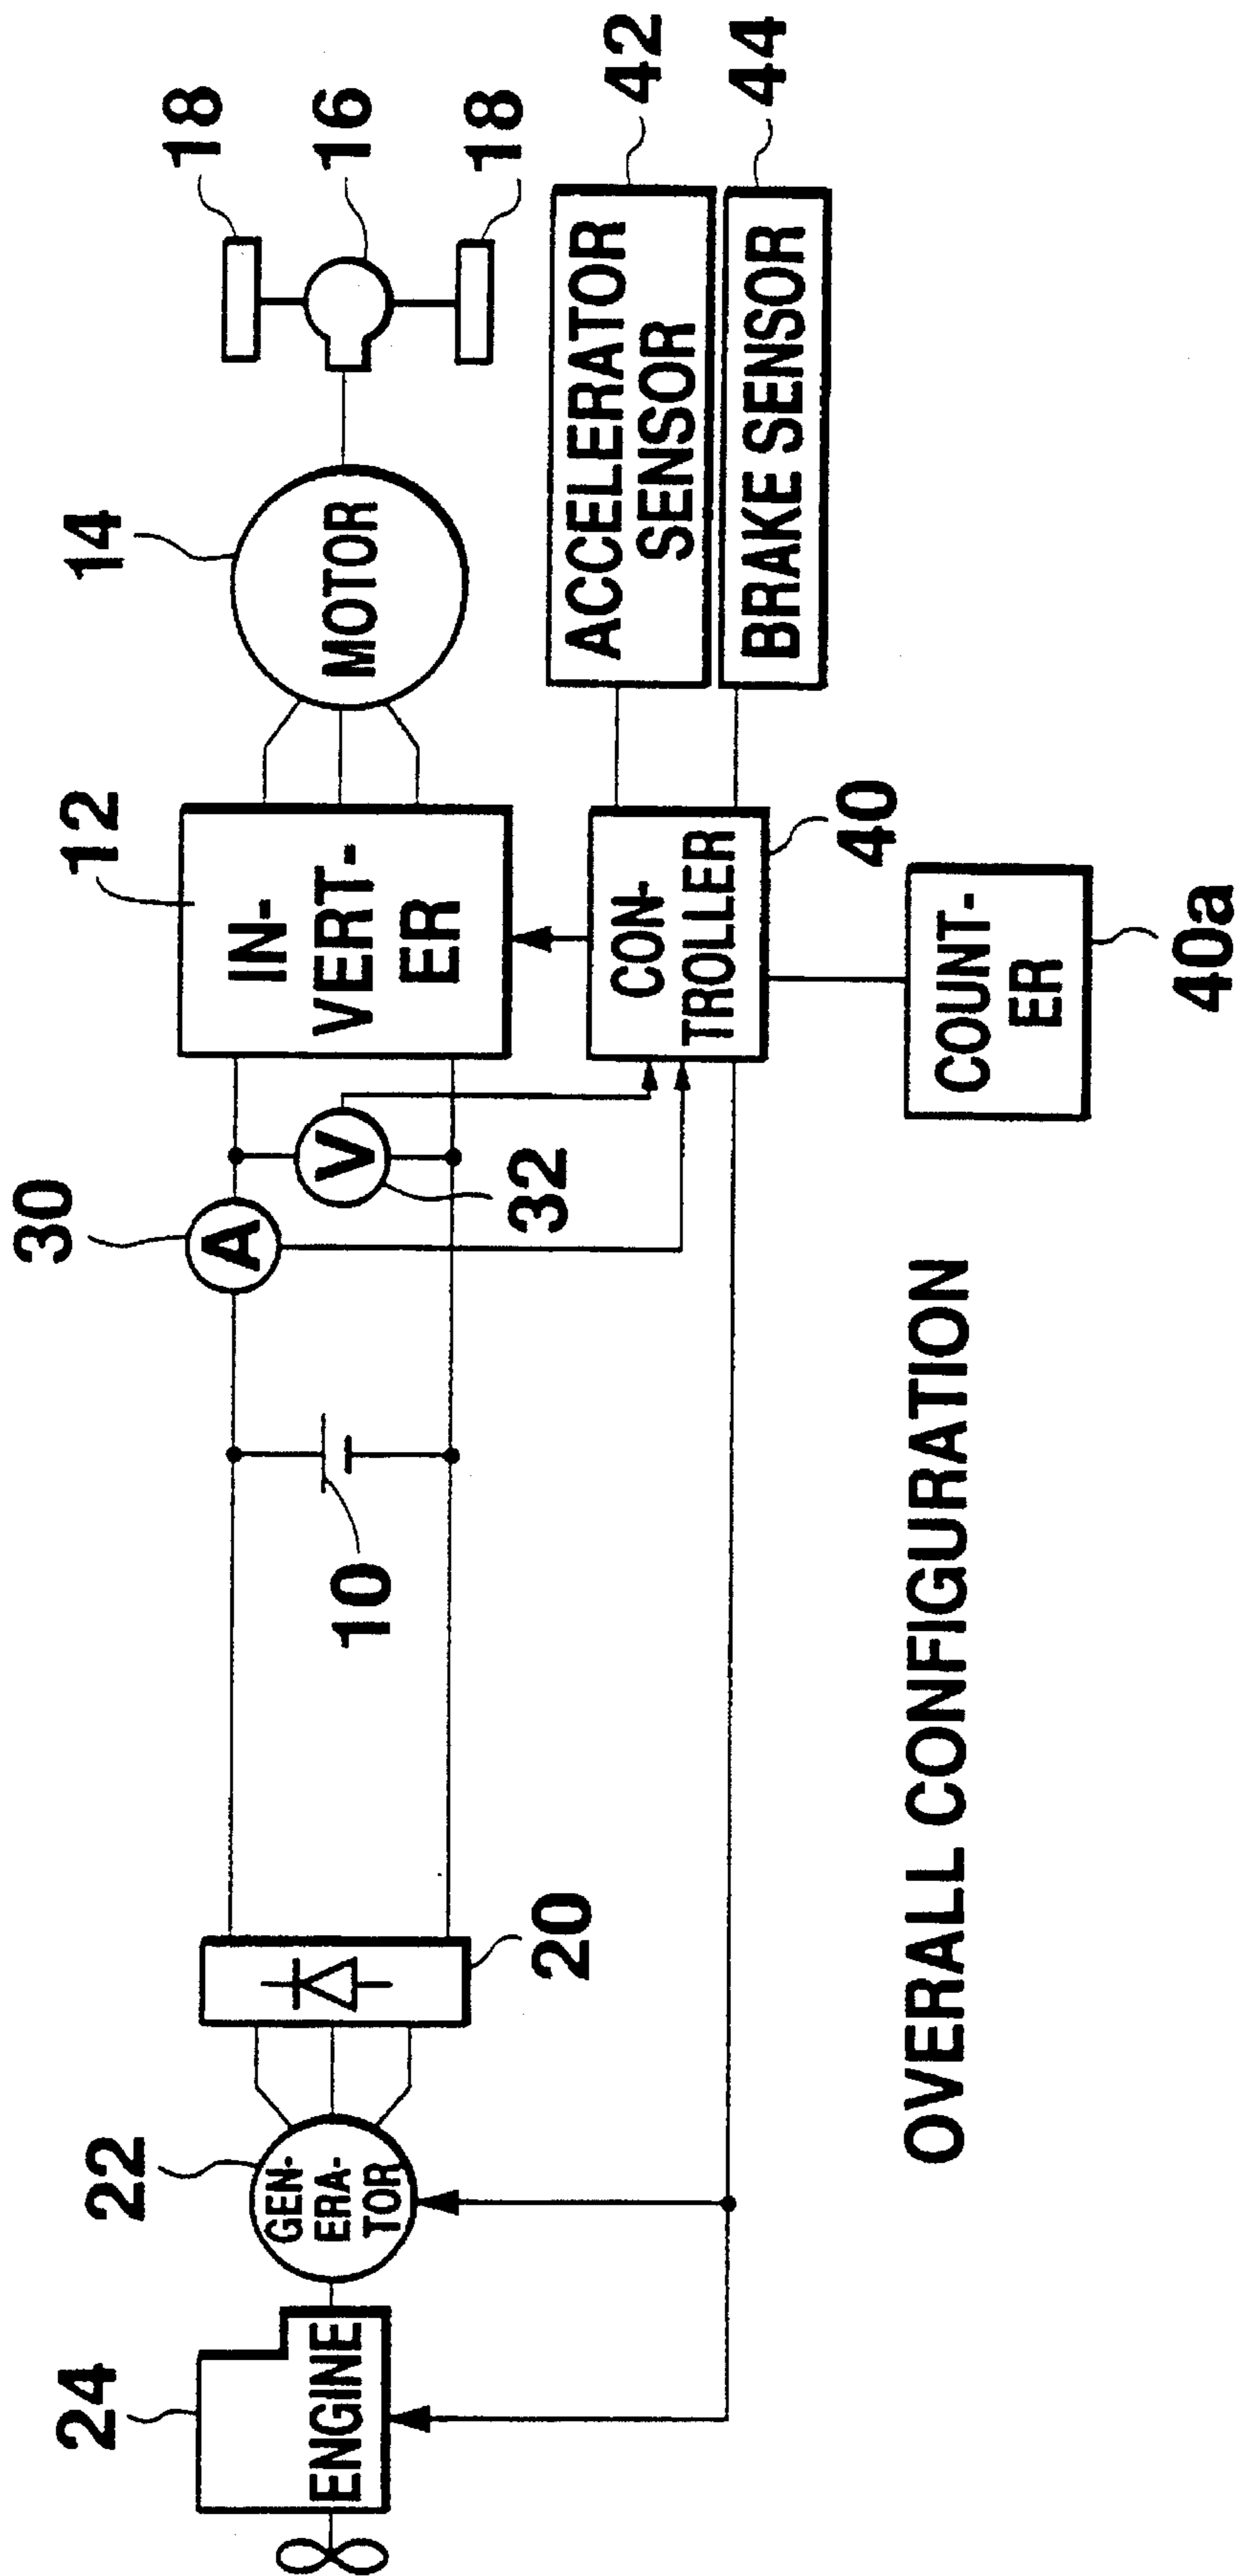 24
ENGINE
22
GEN-
ERA-
TOR
20
10
30
A
V
32
12
IN-
VERT-
ER
14
MOTOR
18
16
18
CON-
TROLLER
40
ACCELERATOR
SENSOR
42
BRAKE SENSOR
44
COUNT-
ER
40a
OVERALL CONFIGURATION